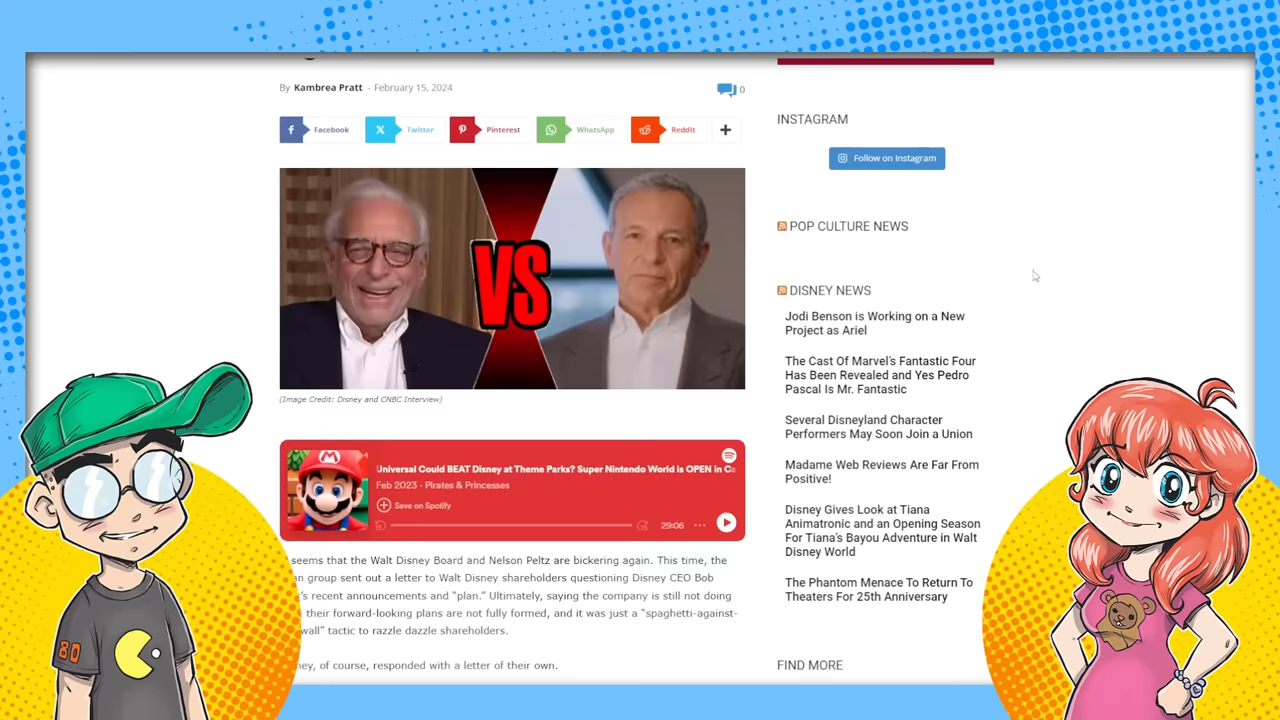 By Kambrea Pratt - February 15, 2024
0
Facebook
Twitter
Pinterest
WhatsApp
ReddIt
VS
(Image Credit: Disney and CNBC Interview)
Universal Could BEAT Disney at Theme Parks? Super Nintendo World is OPEN in
Feb 2023 · Pirates & Princesses
Save on Spotify
15
15
29:06
seems that the Walt Disney Board and Nelson Peltz are bickering again. This time, the
group sent out a letter to Walt Disney shareholders questioning Disney CEO Bob
recent announcements and “plan.” Ultimately, saying the company is still not doing
their forward-looking plans are not fully formed, and it was just a “spaghetti-against-
wall” tactic to razzle dazzle shareholders.
of course, responded with a letter of their own.
INSTAGRAM
Follow on Instagram
POP CULTURE NEWS
DISNEY NEWS
Jodi Benson is Working on a New
Project as Ariel
The Cast Of Marvel’s Fantastic Four
Has Been Revealed and Yes Pedro
Pascal Is Mr. Fantastic
Several Disneyland Character
Performers May Soon Join a Union
Madame Web Reviews Are Far From
Positive!
Disney Gives Look at Tiana
Animatronic and an Opening Season
For Tiana’s Bayou Adventure in Walt
Disney World
The Phantom Menace To Return To
Theaters For 25th Anniversary
FIND MORE
80